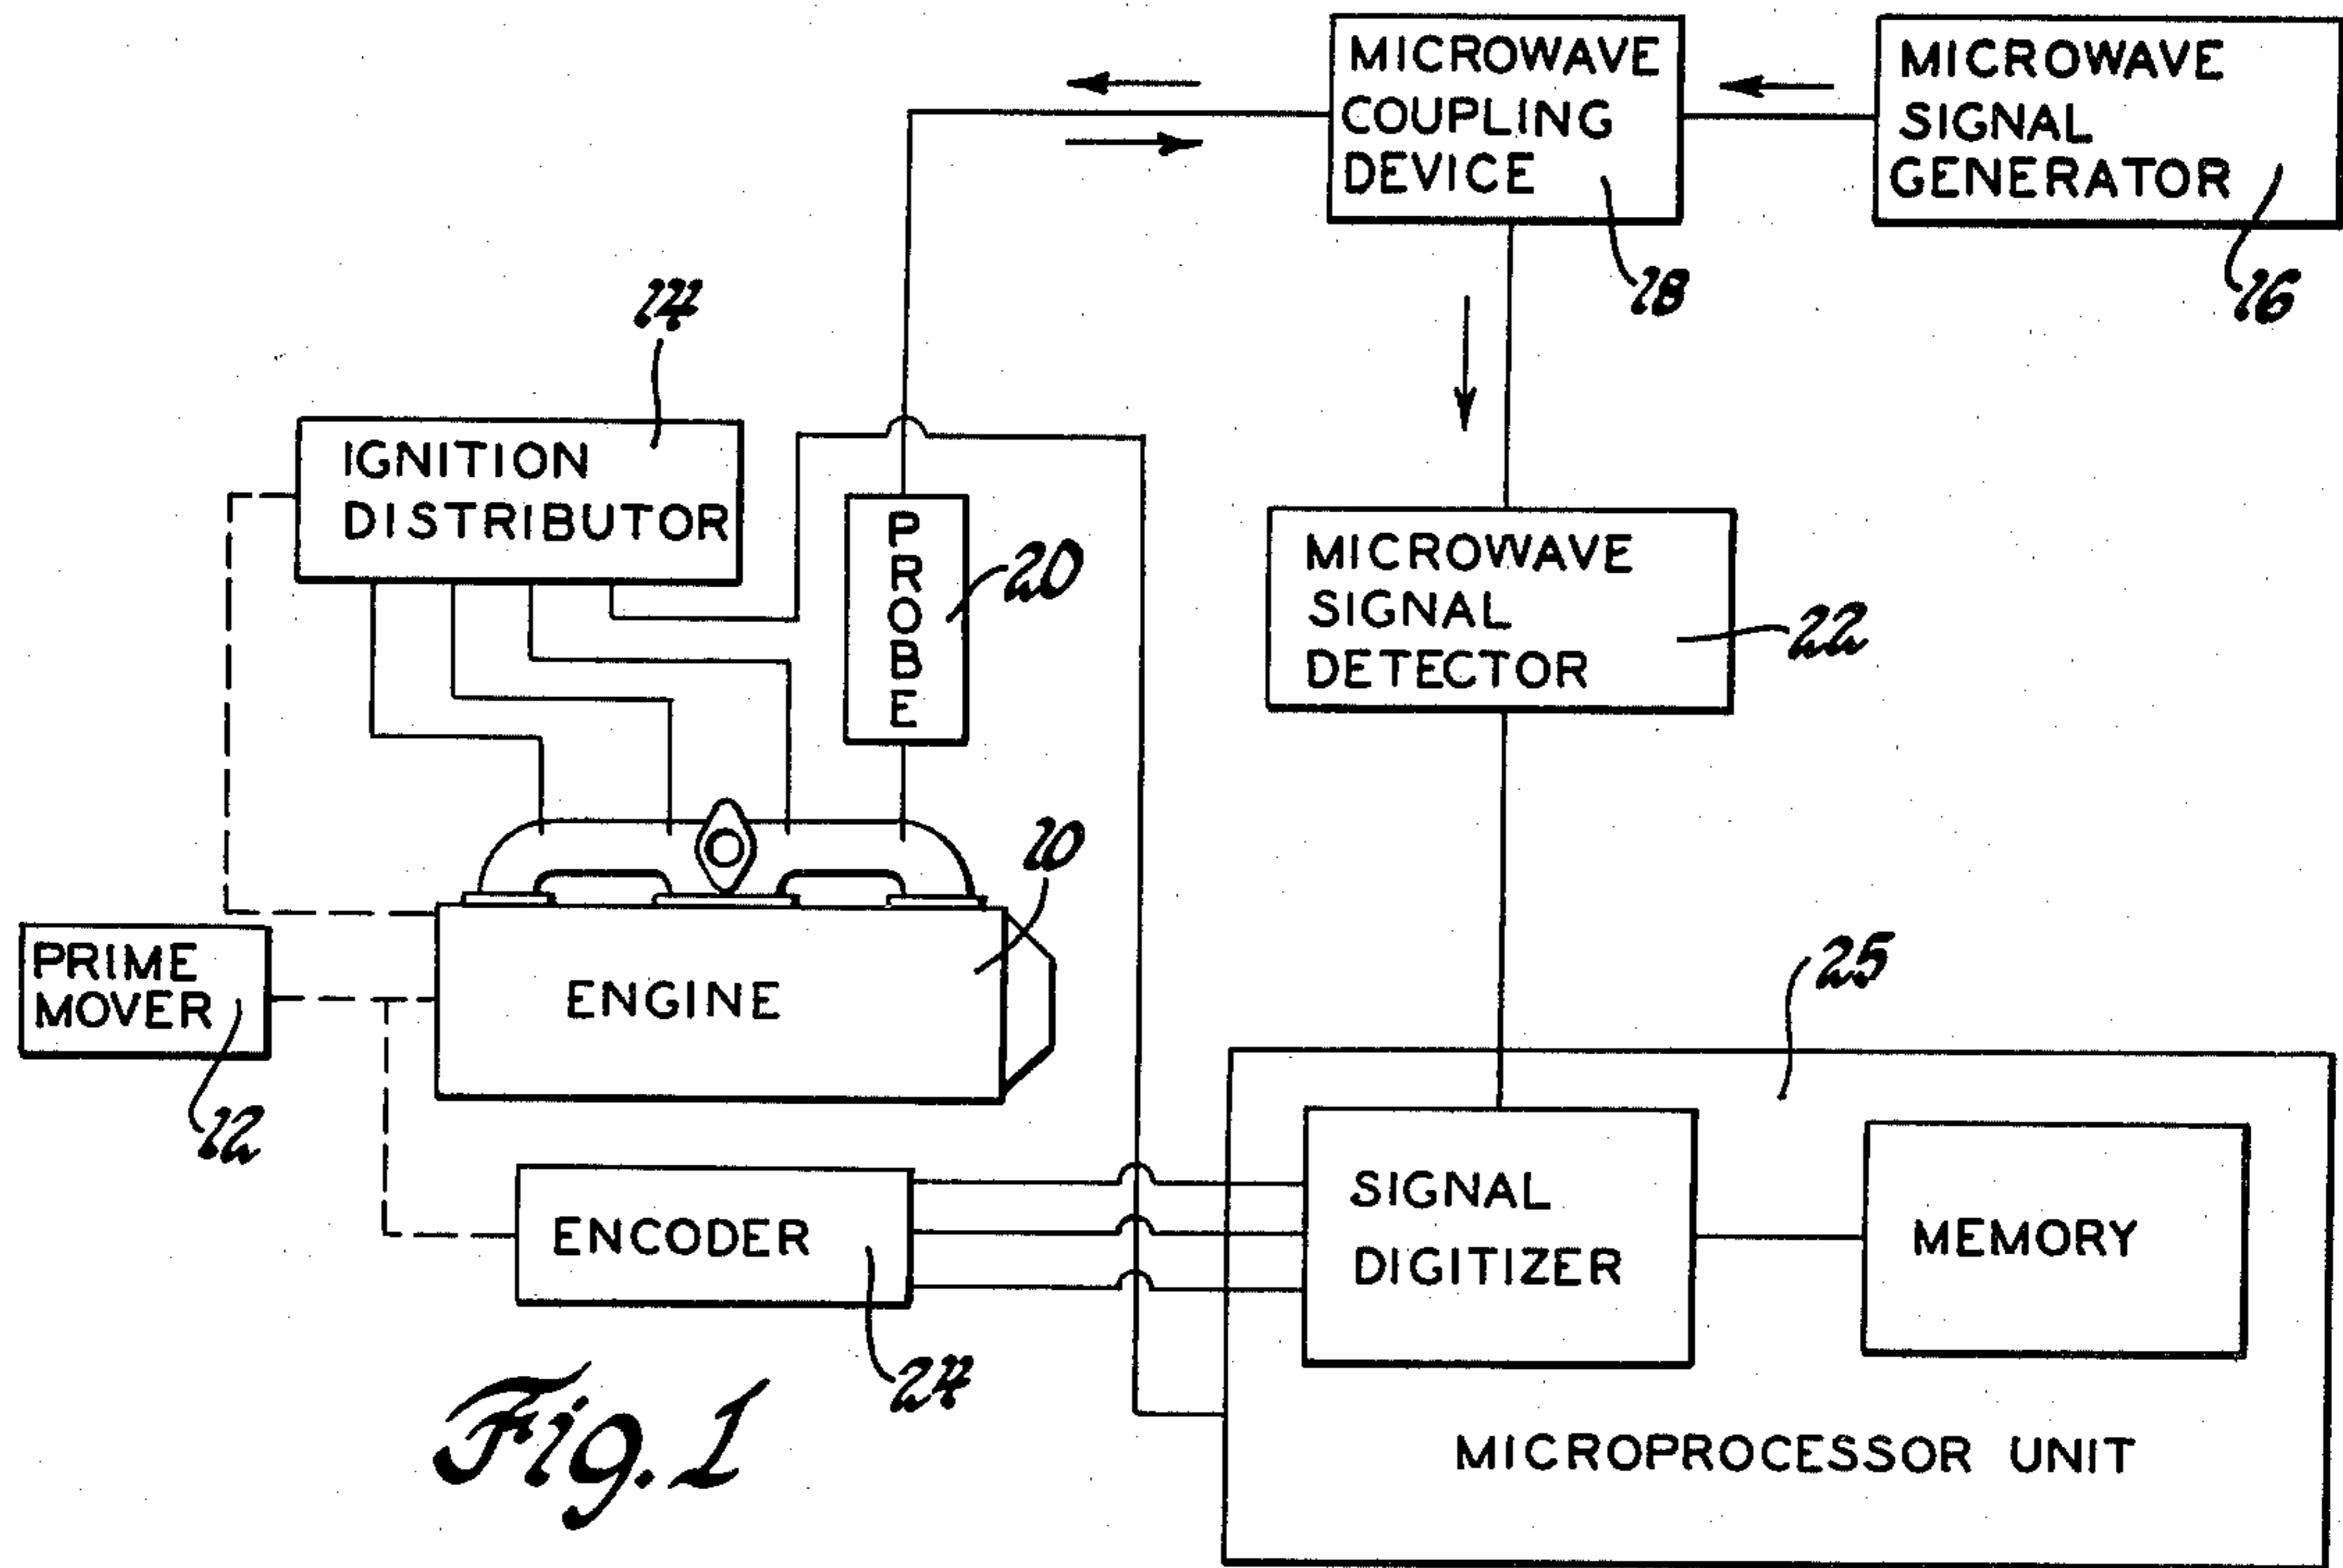 MICROWAVE
COUPLING
DEVICE
18
MICROWAVE
SIGNAL
GENERATOR
16
14
IGNITION
DISTRIBUTOR
PROBE
20
MICROWAVE
SIGNAL
DETECTOR
22
10
PRIME
MOVER
12
ENGINE
25
ENCODER
24
SIGNAL
DIGITIZER
MEMORY
MICROPROCESSOR UNIT
Fig. 1